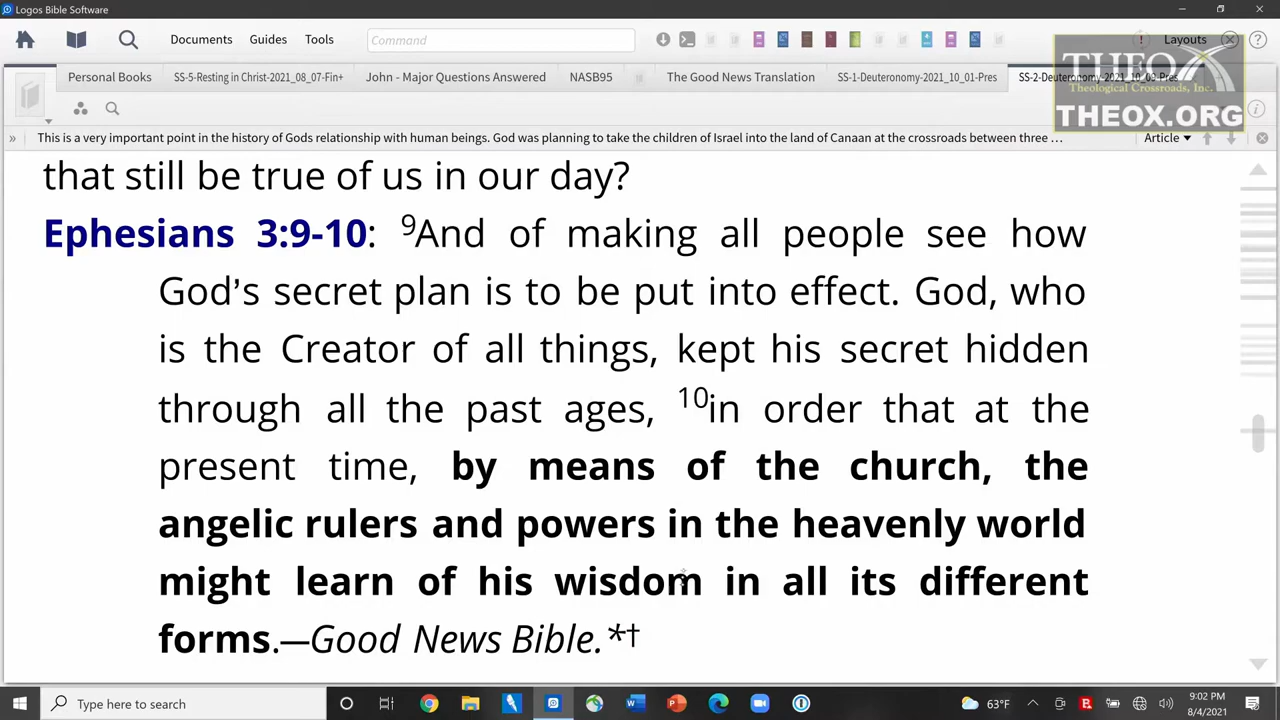 Logos Bible Software
Documents Guides Tools Command Layouts
Personal Books SS-5-Resting in Christ-2021_08_07-Fin+ John - Major Questions Answered NASB95 The Good News Translation SS-1-Deuteronomy-2021_10_01-Pres SS-2-Deuteronomy-2021_10_
THEOX
Theological Crossroads, Inc.
THEOX.ORG
This is a very important point in the history of Gods relationship with human beings. God was planning to take the children of Israel into the land of Canaan at the crossroads between three ... Article
that still be true of us in our day?
Ephesians 3:9-10: 9And of making all people see how
God's secret plan is to be put into effect. God, who
is the Creator of all things, kept his secret hidden
through all the past ages, 10in order that at the
present time, by means of the church, the
angelic rulers and powers in the heavenly world
might learn of his wisdom in all its different
forms.—Good News Bible.*†
Type here to search 63°F 9:02 PM
8/4/2021